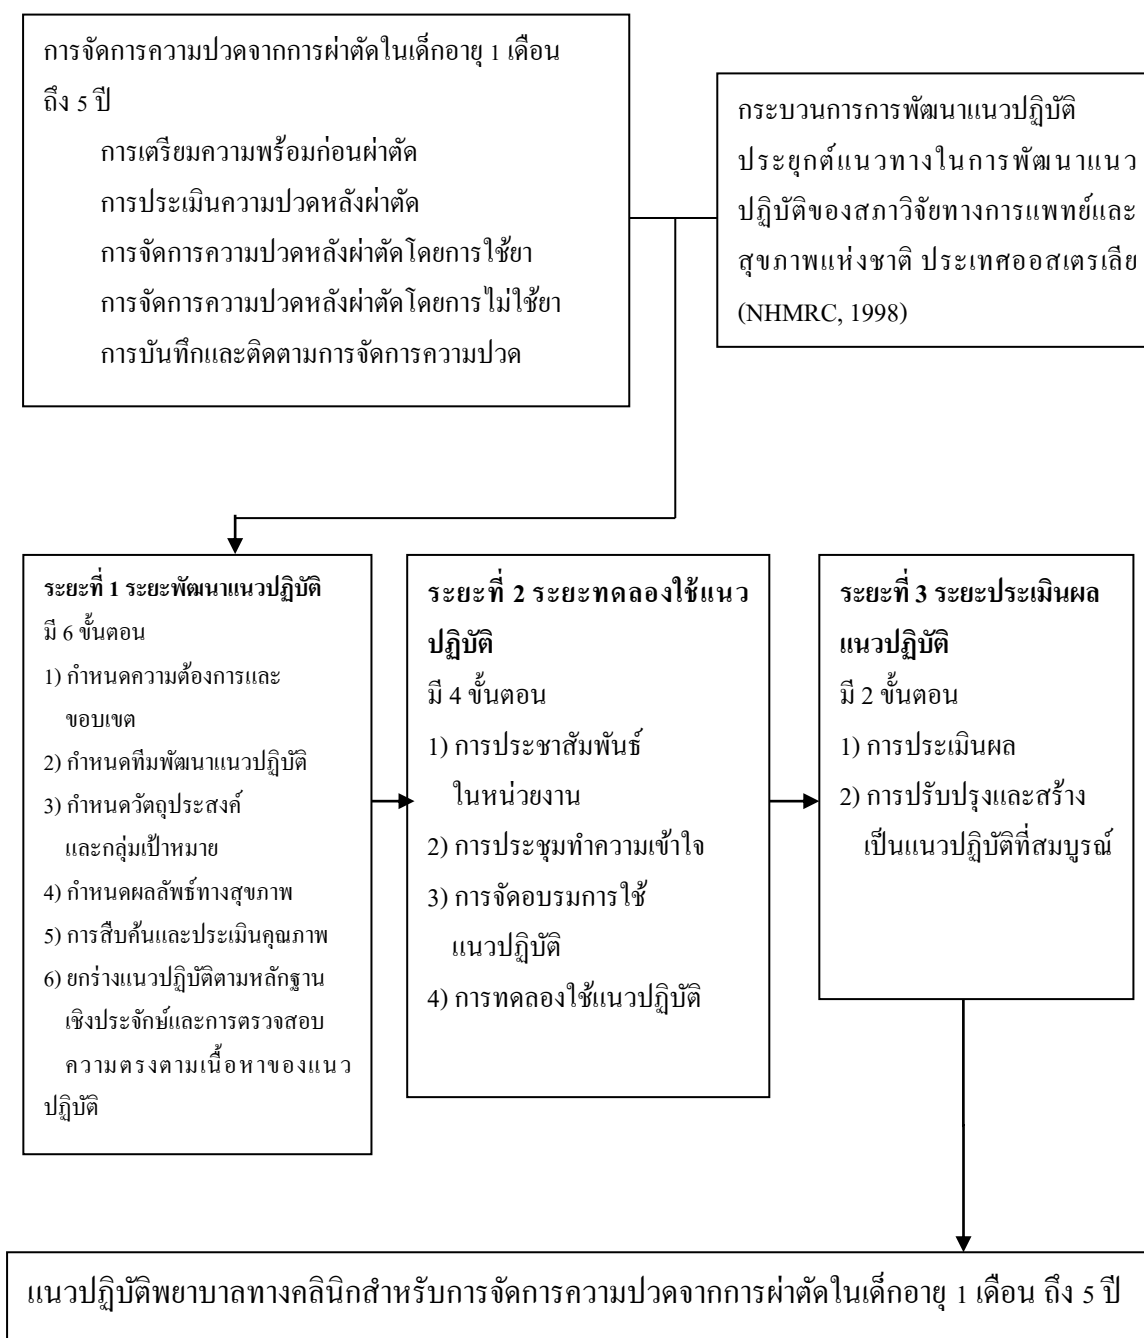 การจัดการความปวดจากการผ่าตัดในเด็กอายุ 1 เดือน
ถึง 5 ปี
การเตรียมความพร้อมก่อนผ่าตัด
การประเมินความปวดหลังผ่าตัด
การจัดการความปวดหลังผ่าตัดโดยการใช้ยา
การจัดการความปวดหลังผ่าตัดโดยการไม่ใช้ยา
การบันทึกและติดตามการจัดการความปวด
กระบวนการการพัฒนาแนวปฏิบัติ
ประยุกต์แนวทางในการพัฒนาแนว
ปฏิบัติของสภาวิจัยทางการแพทย์และ
สุขภาพแห่งชาติ ประเทศออสเตรเลีย
(NHMRC, 1998)
ระยะที่ 1 ระยะพัฒนาแนวปฏิบัติ
มี 6 ขั้นตอน
1) กำหนดความต้องการและ
ขอบเขต
2) กำหนดทีมพัฒนาแนวปฏิบัติ
3) กำหนดวัตถุประสงค์
และกลุ่มเป้าหมาย
4) กำหนดผลลัพธ์ทางสุขภาพ
5) การสืบค้นและประเมินคุณภาพ
6) ยกร่างแนวปฏิบัติตามหลักฐาน
เชิงประจักษ์และการตรวจสอบ
ความตรงตามเนื้อหาของแนว
ปฏิบัติ
ระยะที่ 2 ระยะทดลองใช้แนว
ปฏิบัติ
มี 4 ขั้นตอน
1) การประชาสัมพันธ์
ในหน่วยงาน
2) การประชุมทำความเข้าใจ
3) การจัดอบรมการใช้
แนวปฏิบัติ
4) การทดลองใช้แนวปฏิบัติ
ระยะที่ 3 ระยะประเมินผล
แนวปฏิบัติ
มี 2 ขั้นตอน
1) การประเมินผล
2) การปรับปรุงและสร้าง
เป็นแนวปฏิบัติที่สมบูรณ์
แนวปฏิบัติพยาบาลทางคลินิกสำหรับการจัดการความปวดจากการผ่าตัดในเด็กอายุ 1 เดือน ถึง 5 ปี